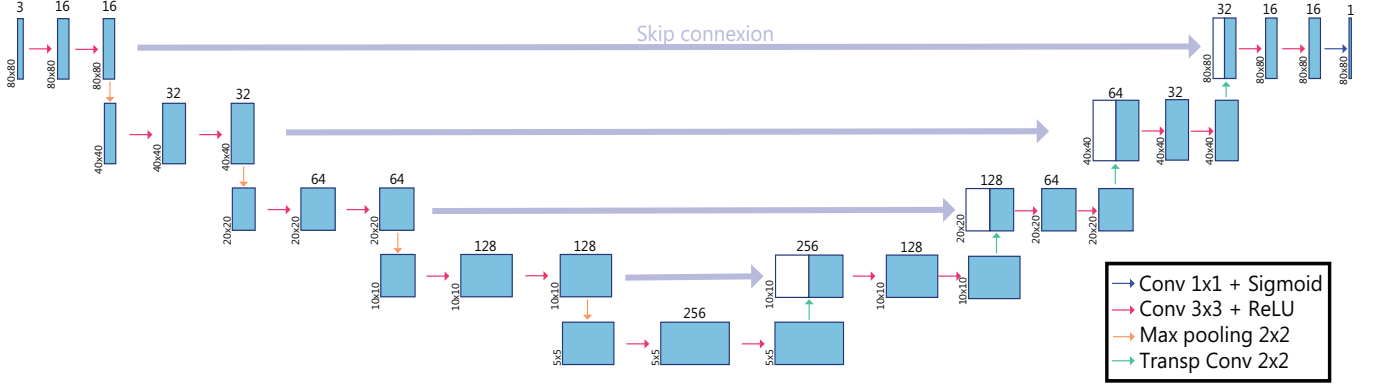 3
16
16
Skip connexion
32
16
16
1
80x80
80x80
80x80
80x80
80x80
80x80
80x80
32
32
64
32
40x40
40x40
40x40
40x40
40x40
40x40
64
64
128
64
20x20
20x20
20x20
20x20
20x20
20x20
128
128
256
128
10x10
10x10
10x10
10x10
10x10
10x10
256
5x5
5x5
5x5
Conv 1x1 + Sigmoid
Conv 3x3 + ReLU
Max pooling 2x2
Transp Conv 2x2